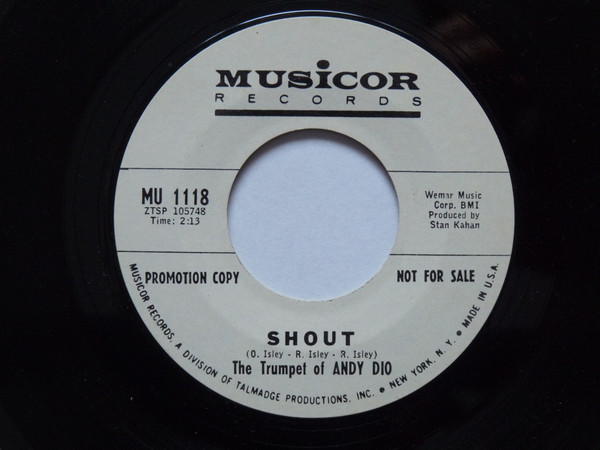 MUSICOR
RECORDS
MU 1118
ZTSP 105748
Time: 2:13
Wemar Music
Corp. BMI
Produced by
Stan Kahan
PROMOTION COPY
NOT FOR SALE
SHOUT
(O. Isley - R. Isley - R. Isley)
The Trumpet of ANDY DIO
MUSICOR RECORDS, A DIVISION OF TALMADGE PRODUCTIONS, INC. • NEW YORK, N. Y. • MADE IN U.S.A.